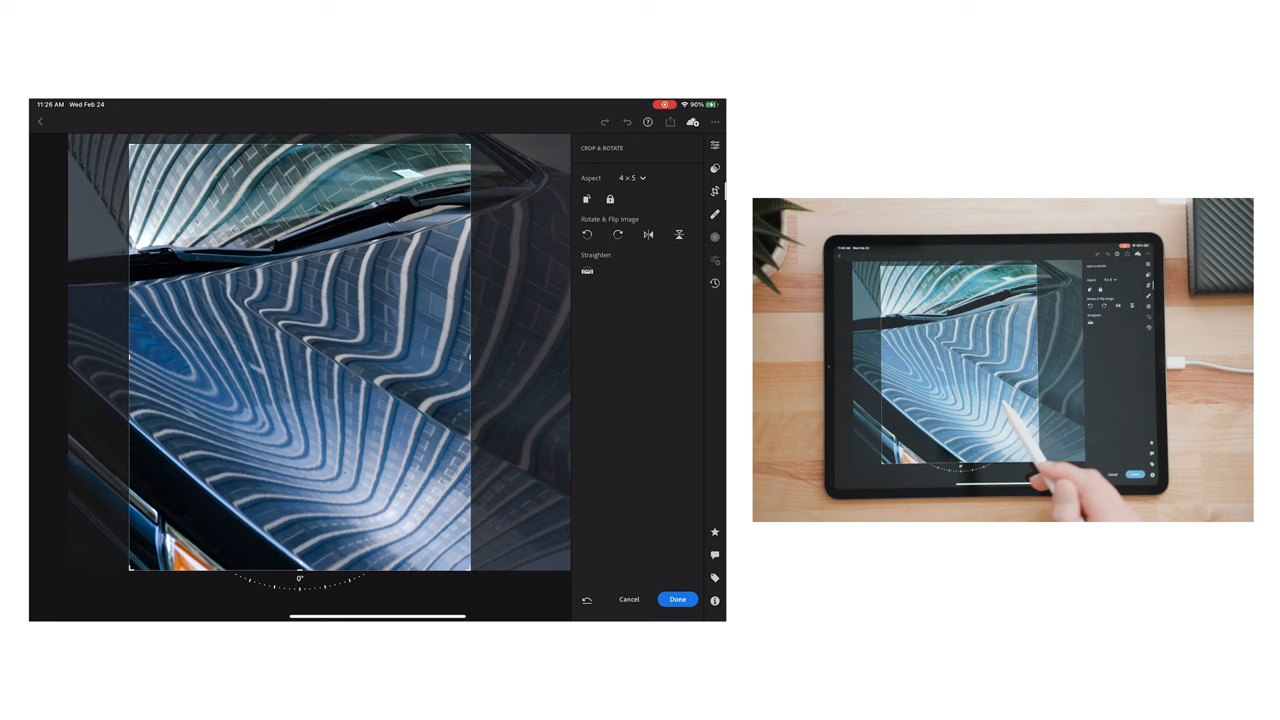 11:26 AM Wed Feb 24
90%
CROP & ROTATE
Aspect 4 × 5
Rotate & Flip Image
Straighten
0°
Cancel Done